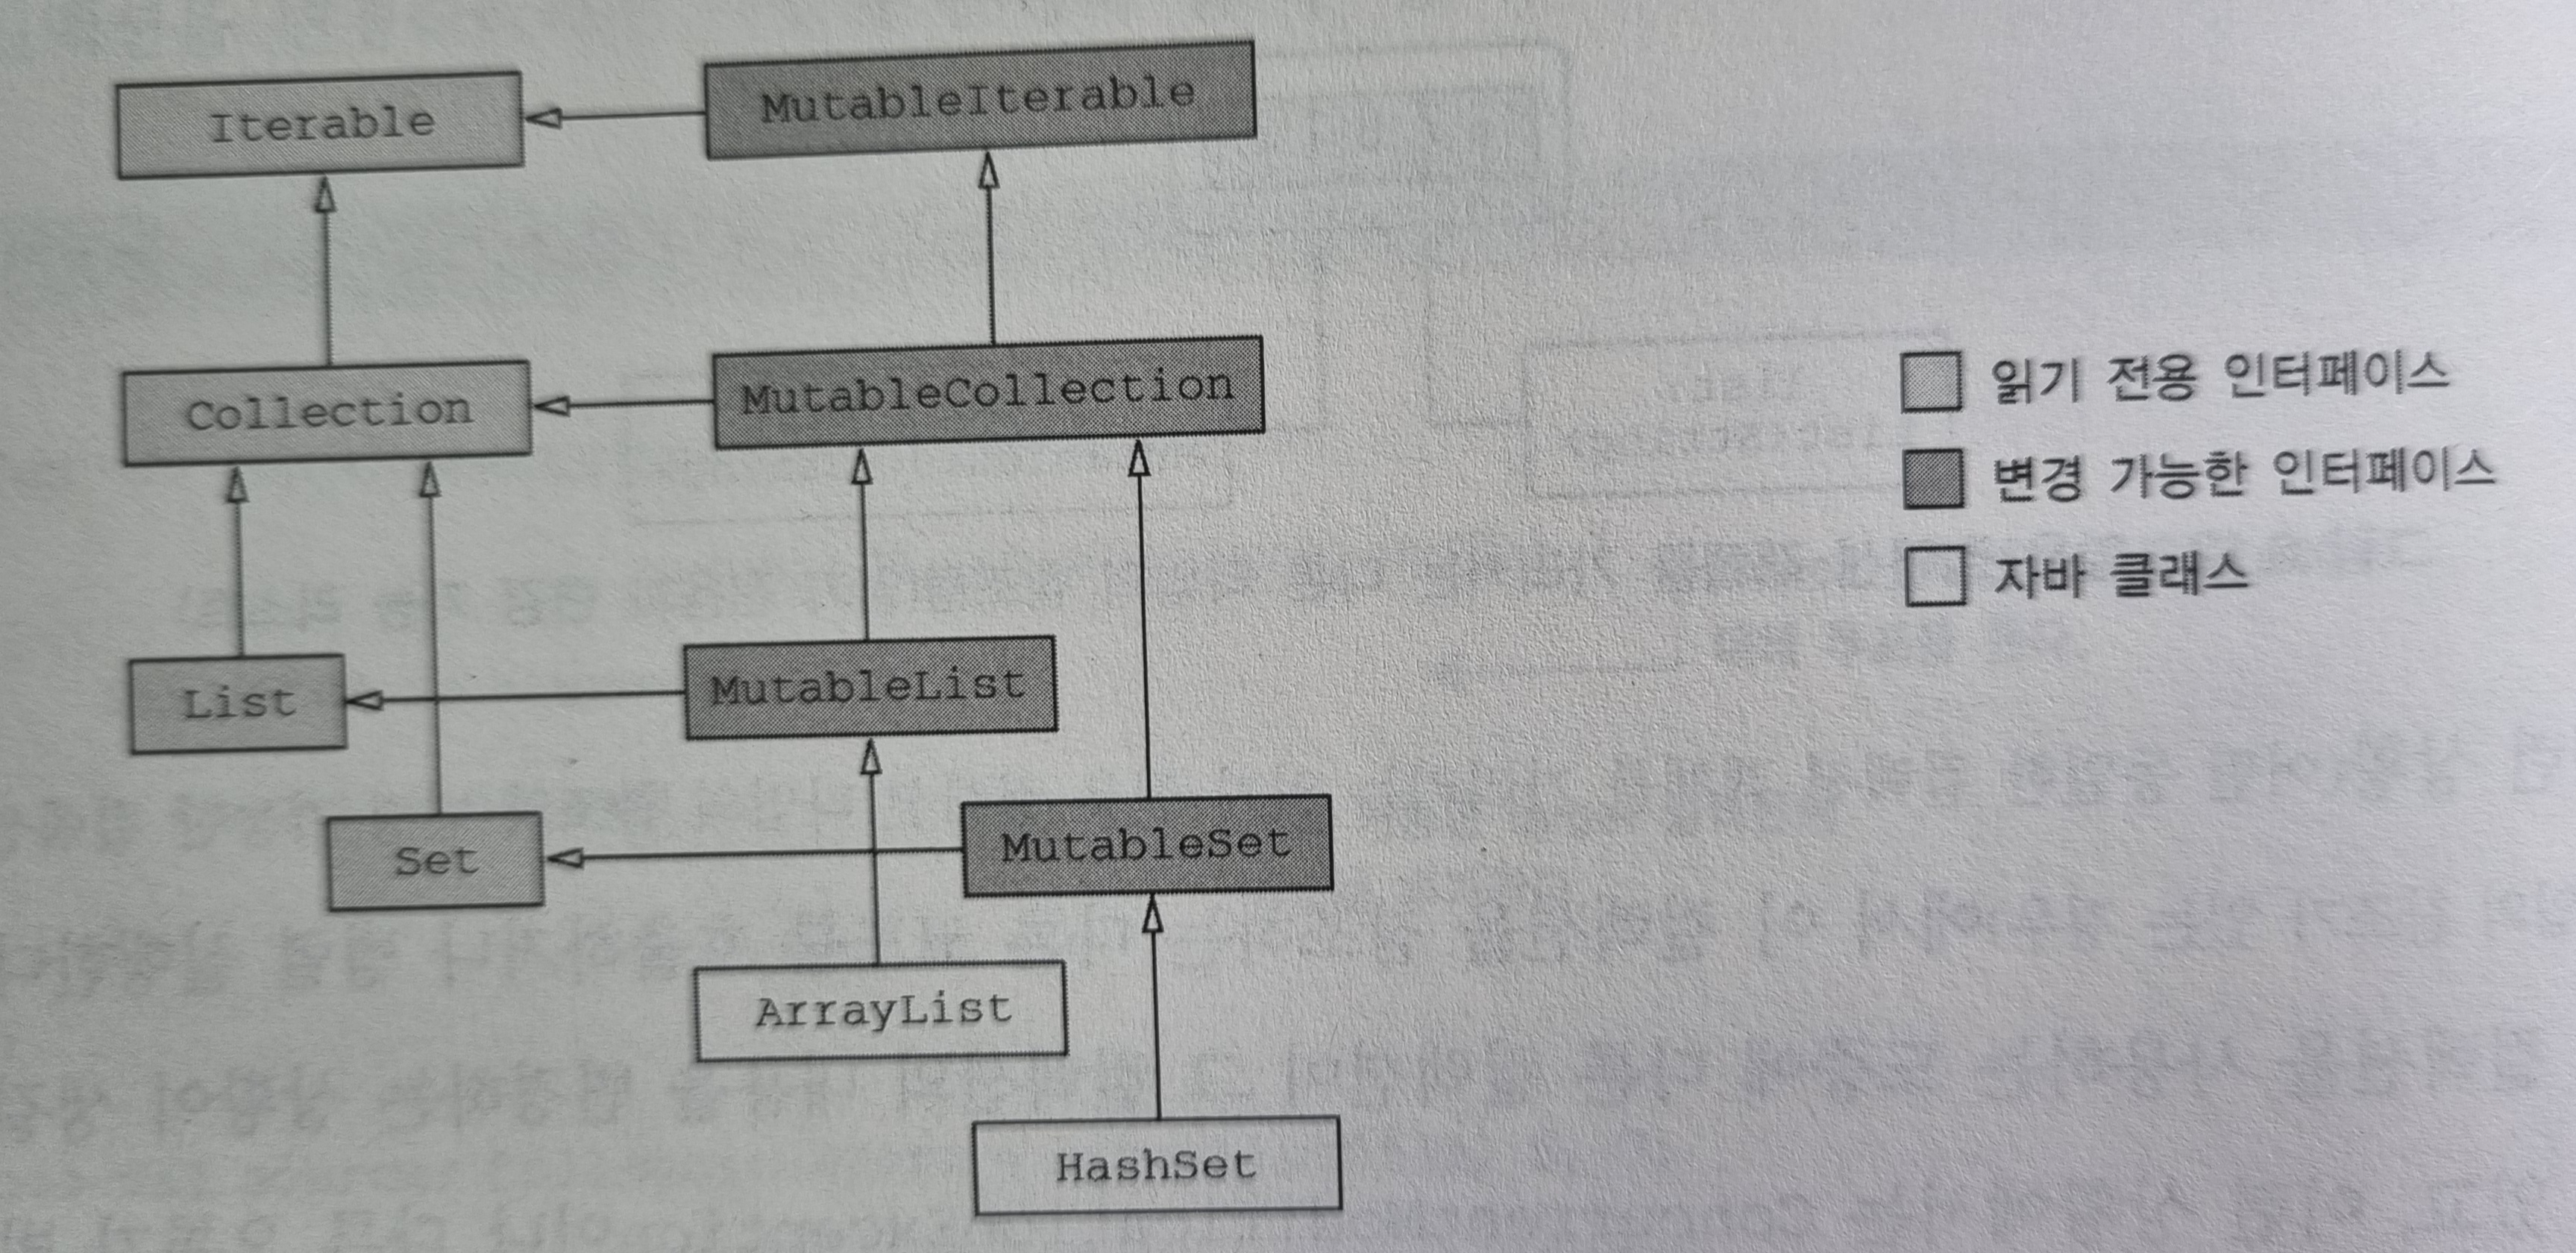 Iterable
MutableIterable
Collection
MutableCollection
List
MutableList
Set
MutableSet
ArrayList
HashSet
읽기 전용 인터페이스
변경 가능한 인터페이스
자바 클래스